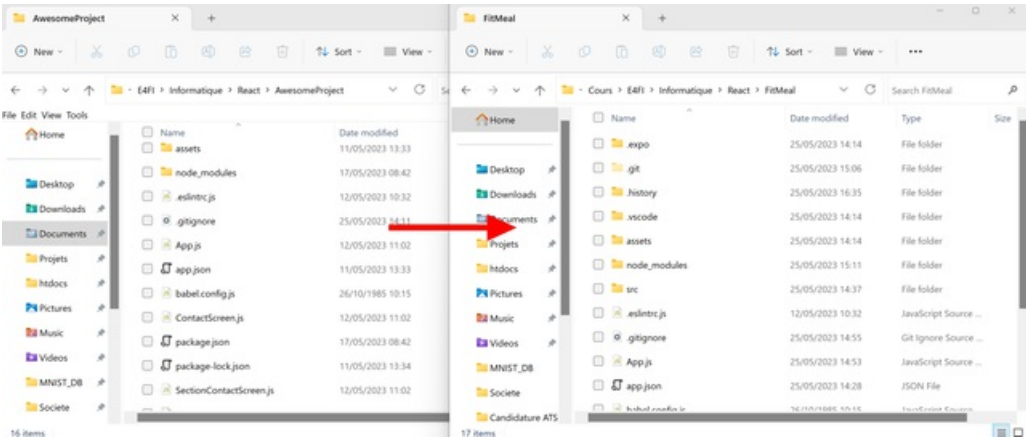 AwesomeProject
New
Sort
View
E4FI > Informatique > React > AwesomeProject
File Edit View Tools
Home
Desktop
Downloads
Documents
Projets
htdocs
Pictures
Music
Videos
MNIST_DB
Societe
Name Date modified
assets 11/05/2023 13:33
node_modules 17/05/2023 08:42
.eslintrc.js 12/05/2023 10:32
.gitignore 25/05/2023 14:11
App.js 12/05/2023 11:02
app.json 11/05/2023 13:33
babel.config.js 26/10/1985 10:15
ContactScreen.js 12/05/2023 11:02
package.json 17/05/2023 08:42
package-lock.json 11/05/2023 13:34
SectionContactScreen.js 12/05/2023 11:02
16 items
FitMeal
New
Sort
View
Cours > E4FI > Informatique > React > FitMeal
Search FitMeal
Home
Desktop
Downloads
Documents
Projets
htdocs
Pictures
Music
Videos
MNIST_DB
Societe
Candidature ATS
Name Date modified Type Size
.expo 25/05/2023 14:14 File folder
.git 25/05/2023 15:06 File folder
.history 25/05/2023 16:35 File folder
.vscode 25/05/2023 14:14 File folder
assets 25/05/2023 14:14 File folder
node_modules 25/05/2023 15:11 File folder
src 25/05/2023 14:37 File folder
.eslintrc.js 12/05/2023 10:32 JavaScript Source ...
.gitignore 25/05/2023 14:55 Git Ignore Source ...
App.js 25/05/2023 14:53 JavaScript Source ...
app.json 25/05/2023 14:28 JSON File
babel.config.js 26/10/1985 10:15 JavaScript Source
17 items